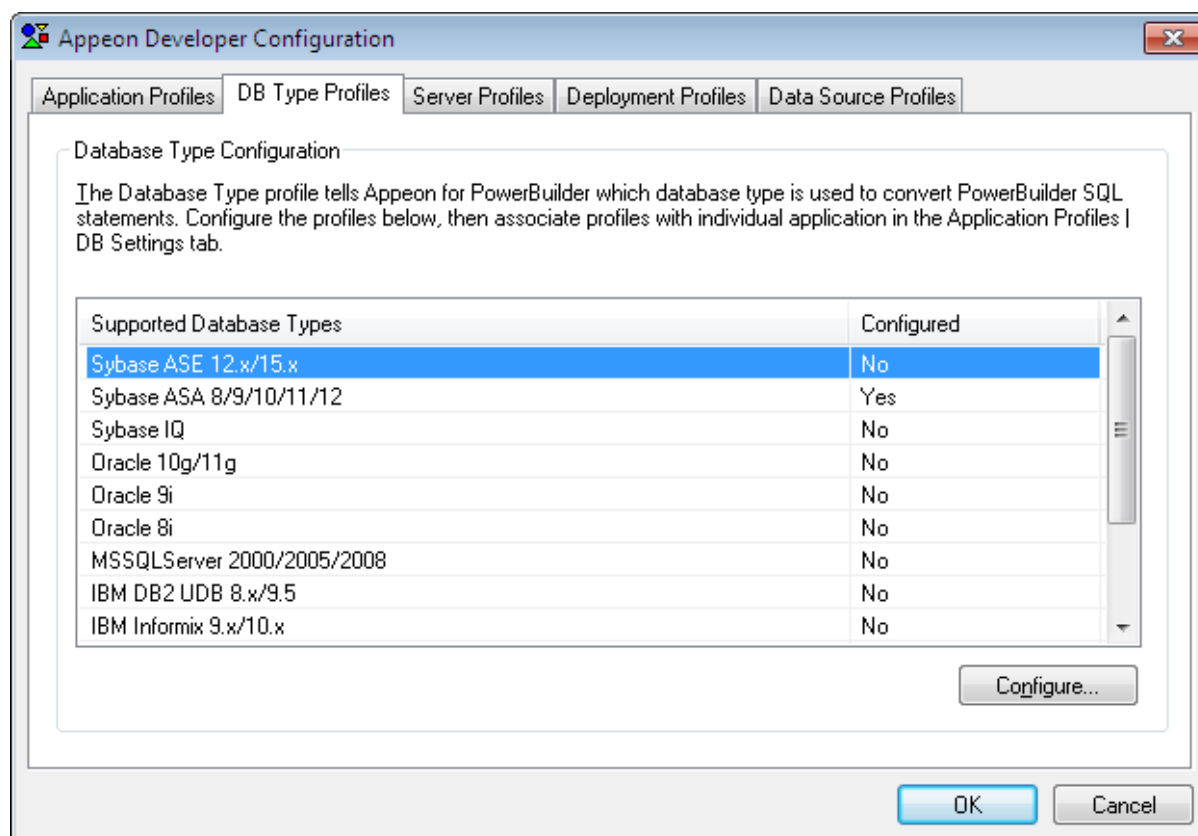 Appeon Developer Configuration
Application Profiles DB Type Profiles Server Profiles Deployment Profiles Data Source Profiles
Database Type Configuration
The Database Type profile tells Appeon for PowerBuilder which database type is used to convert PowerBuilder SQL
statements. Configure the profiles below, then associate profiles with individual application in the Application Profiles |
DB Settings tab.
Supported Database Types Configured
Sybase ASE 12.x/15.x No
Sybase ASA 8/9/10/11/12 Yes
Sybase IQ No
Oracle 10g/11g No
Oracle 9i No
Oracle 8i No
MSSQLServer 2000/2005/2008 No
IBM DB2 UDB 8.x/9.5 No
IBM Informix 9.x/10.x No
Configure...
OK Cancel